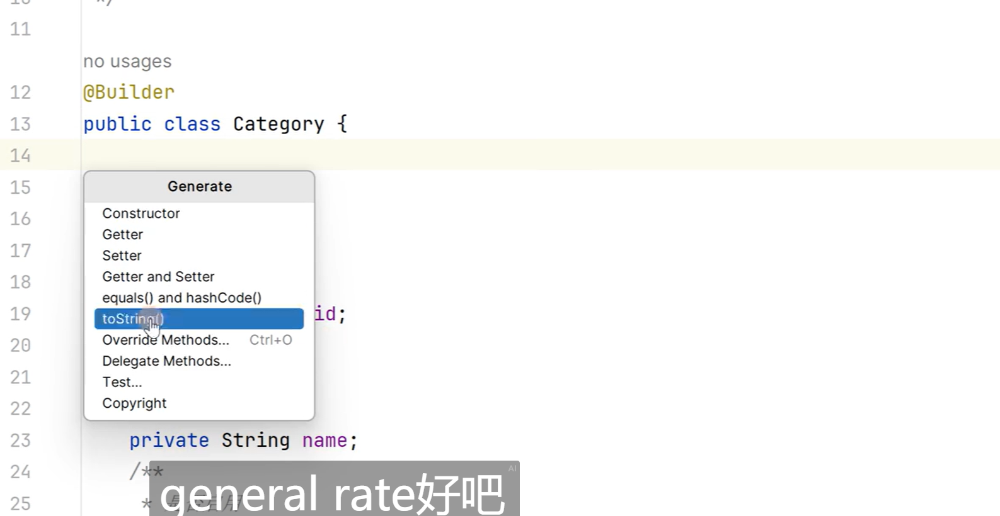 */
11
no usages
12 @Builder
13 public class Category {
14
Generate
15
Constructor
16
Getter
17
Setter
Getter and Setter
18
equals() and hashCode()
19 id;
toString()
Override Methods... Ctrl+O
20
Delegate Methods...
21
Test...
22
Copyright
23 private String name;
24 /**
AI
25 *
general rate好吧